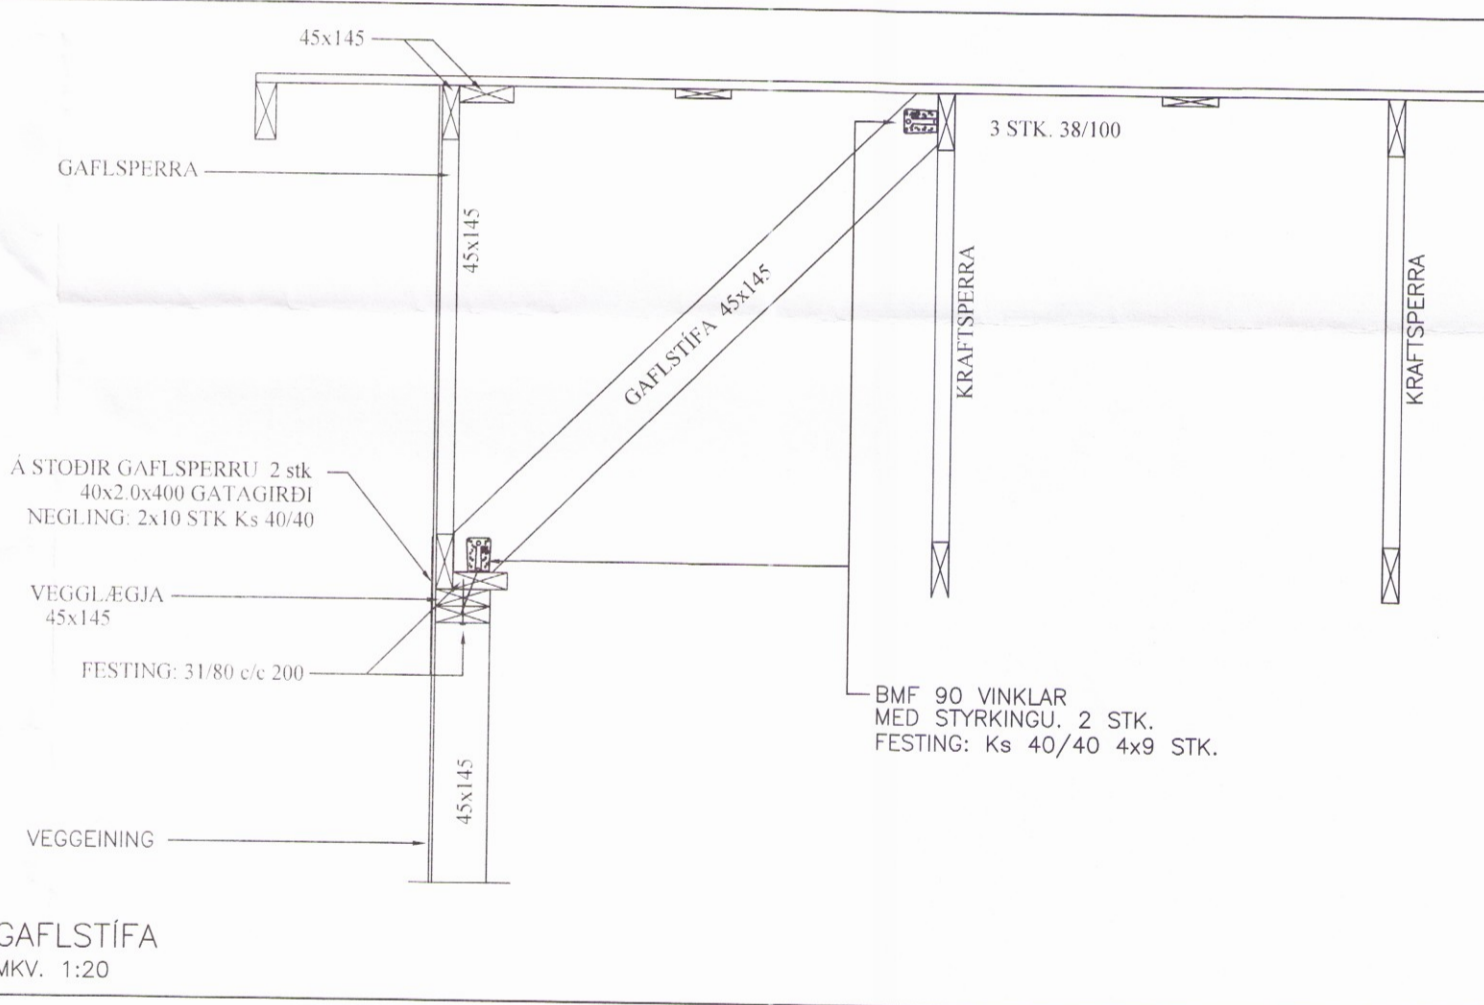 45x145
3 STK. 38/100
GAFLSPERRA
45x145
GAFLSTÍFA 45x145
KRAFTSPERRA
KRAFTSPERRA
Á STOÐIR GAFLSPERRU 2 stk
40x2.0x400 GATAGIRÐI
NEGLING: 2x10 STK Ks 40/40
VEGGLÆGJA
45x145
FESTING: 31/80 c/c 200
BMF 90 VINKLAR
MED STYRKINGU. 2 STK.
FESTING: Ks 40/40 4x9 STK.
45x145
VEGGEINING
GAFLSTÍFA
MKV. 1:20